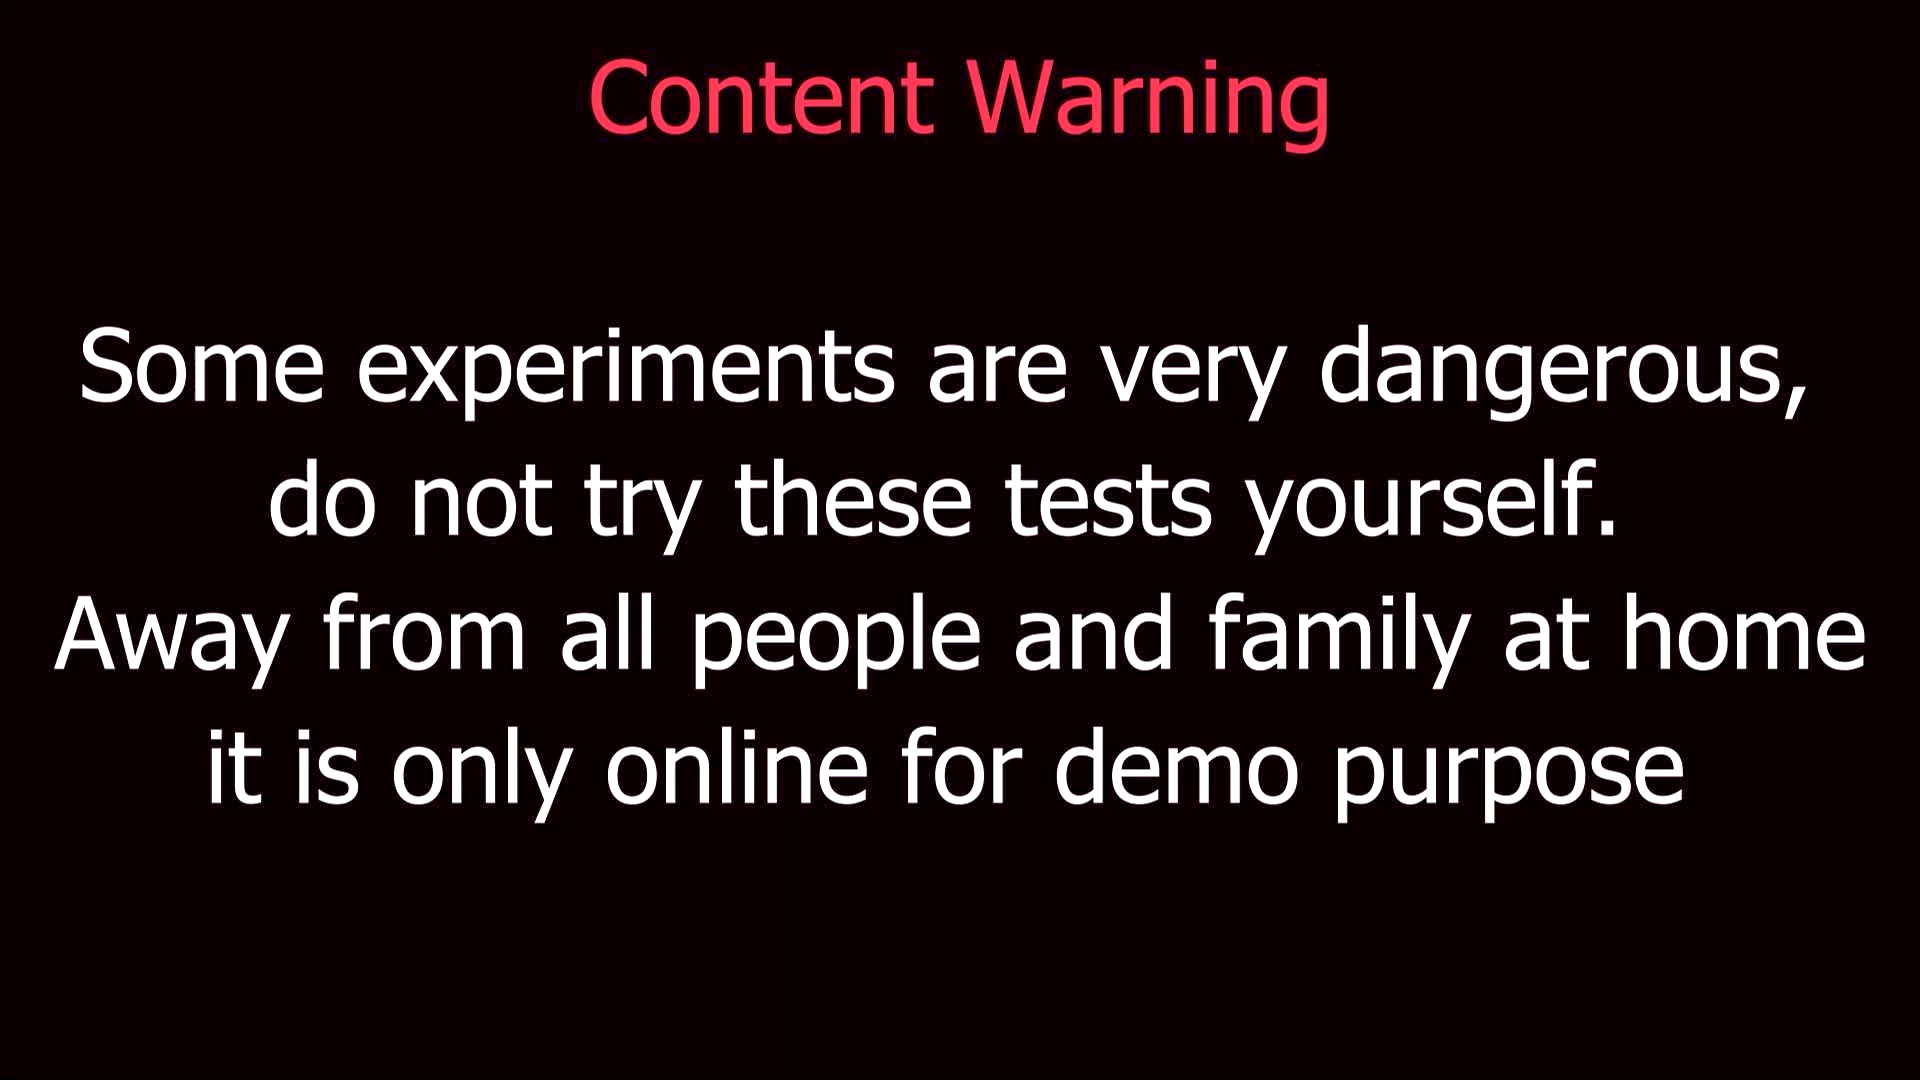 Content Warning
Some experiments are very dangerous,
do not try these tests yourself.
Away from all people and family at home
it is only online for demo purpose